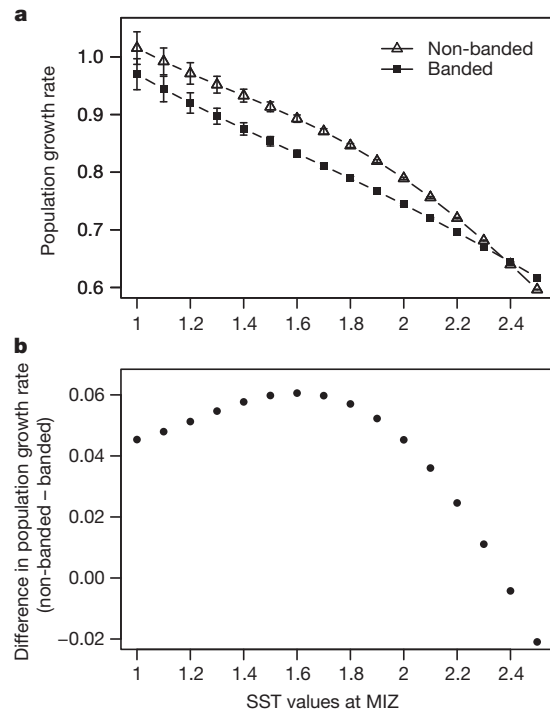 a
Non-banded
Banded
Population growth rate
1.0
0.9
0.8
0.7
0.6
1 1.2 1.4 1.6 1.8 2 2.2 2.4
b
Difference in population growth rate
(non-banded – banded)
0.06
0.04
0.02
0.00
–0.02
1 1.2 1.4 1.6 1.8 2 2.2 2.4
SST values at MIZ